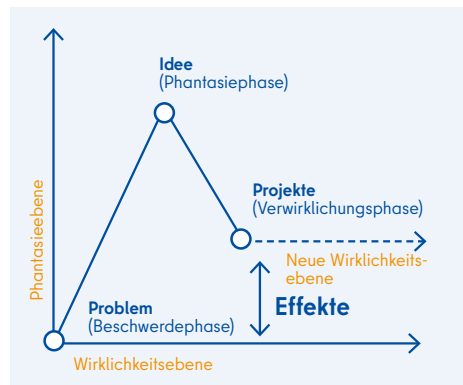 Idee
(Phantasiephase)
Projekte
(Verwirklichungsphase)
Phantasieebene
Neue Wirklichkeits-
ebene
Effekte
Problem
(Beschwerdephase)
Wirklichkeitsebene